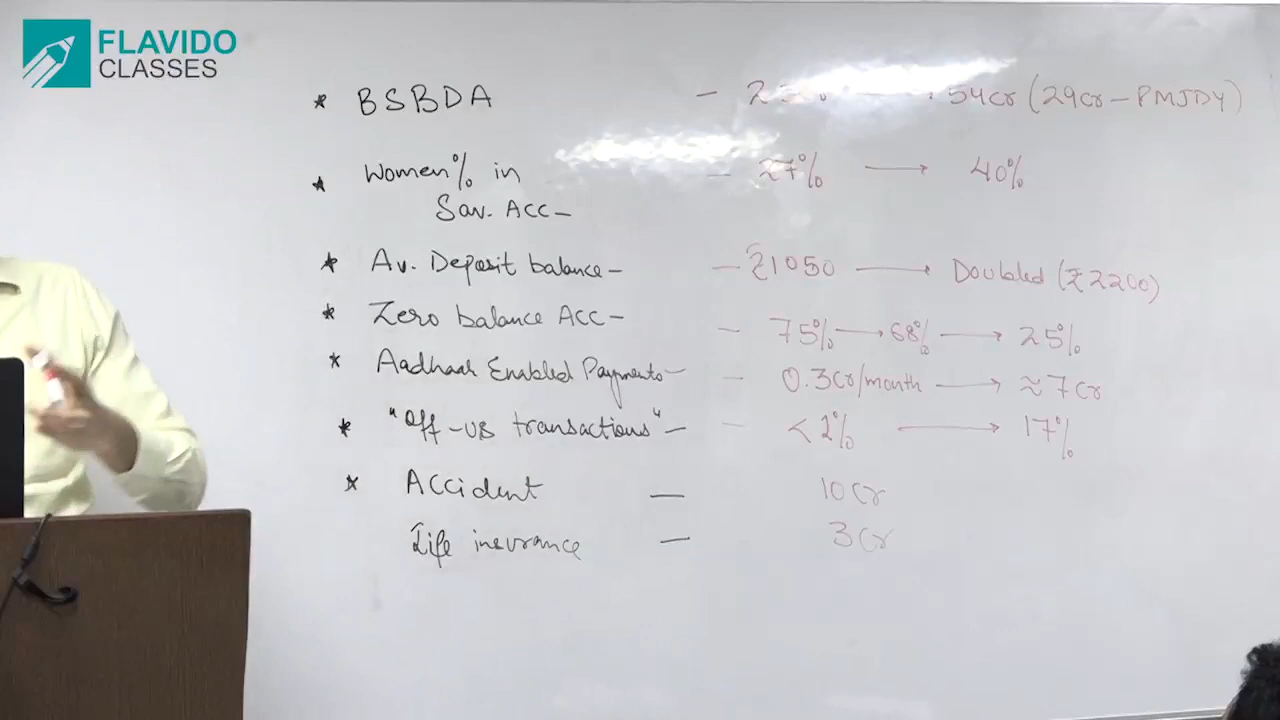 FLAVIDO
CLASSES
* BSBDA - 54Cr (29Cr - PMJDY)
* Women% in - 27% → 40%
Sav. Acc -
* Av. Deposit balance - - ₹1050 → Doubled (₹2200)
* Zero balance Acc - - 75% → 68% → 25%
* Aadhaar Enabled Payments - - 0.3Cr/month → ≈ 7Cr
* "Off-us transactions" - - < 2% → 17%
* Accident - 10Cr
Life insurance - 3Cr